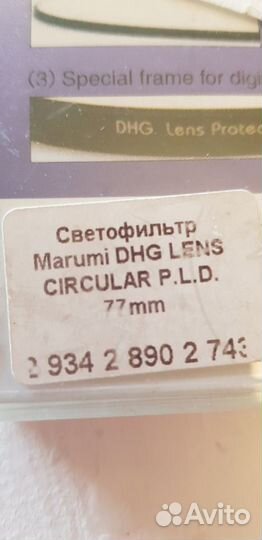 (3) Special frame for digi
DHG. Lens Protec
Светофильтр
Marumi DHG LENS
CIRCULAR P.L.D.
77mm
2 934 2 890 2 743
Avito